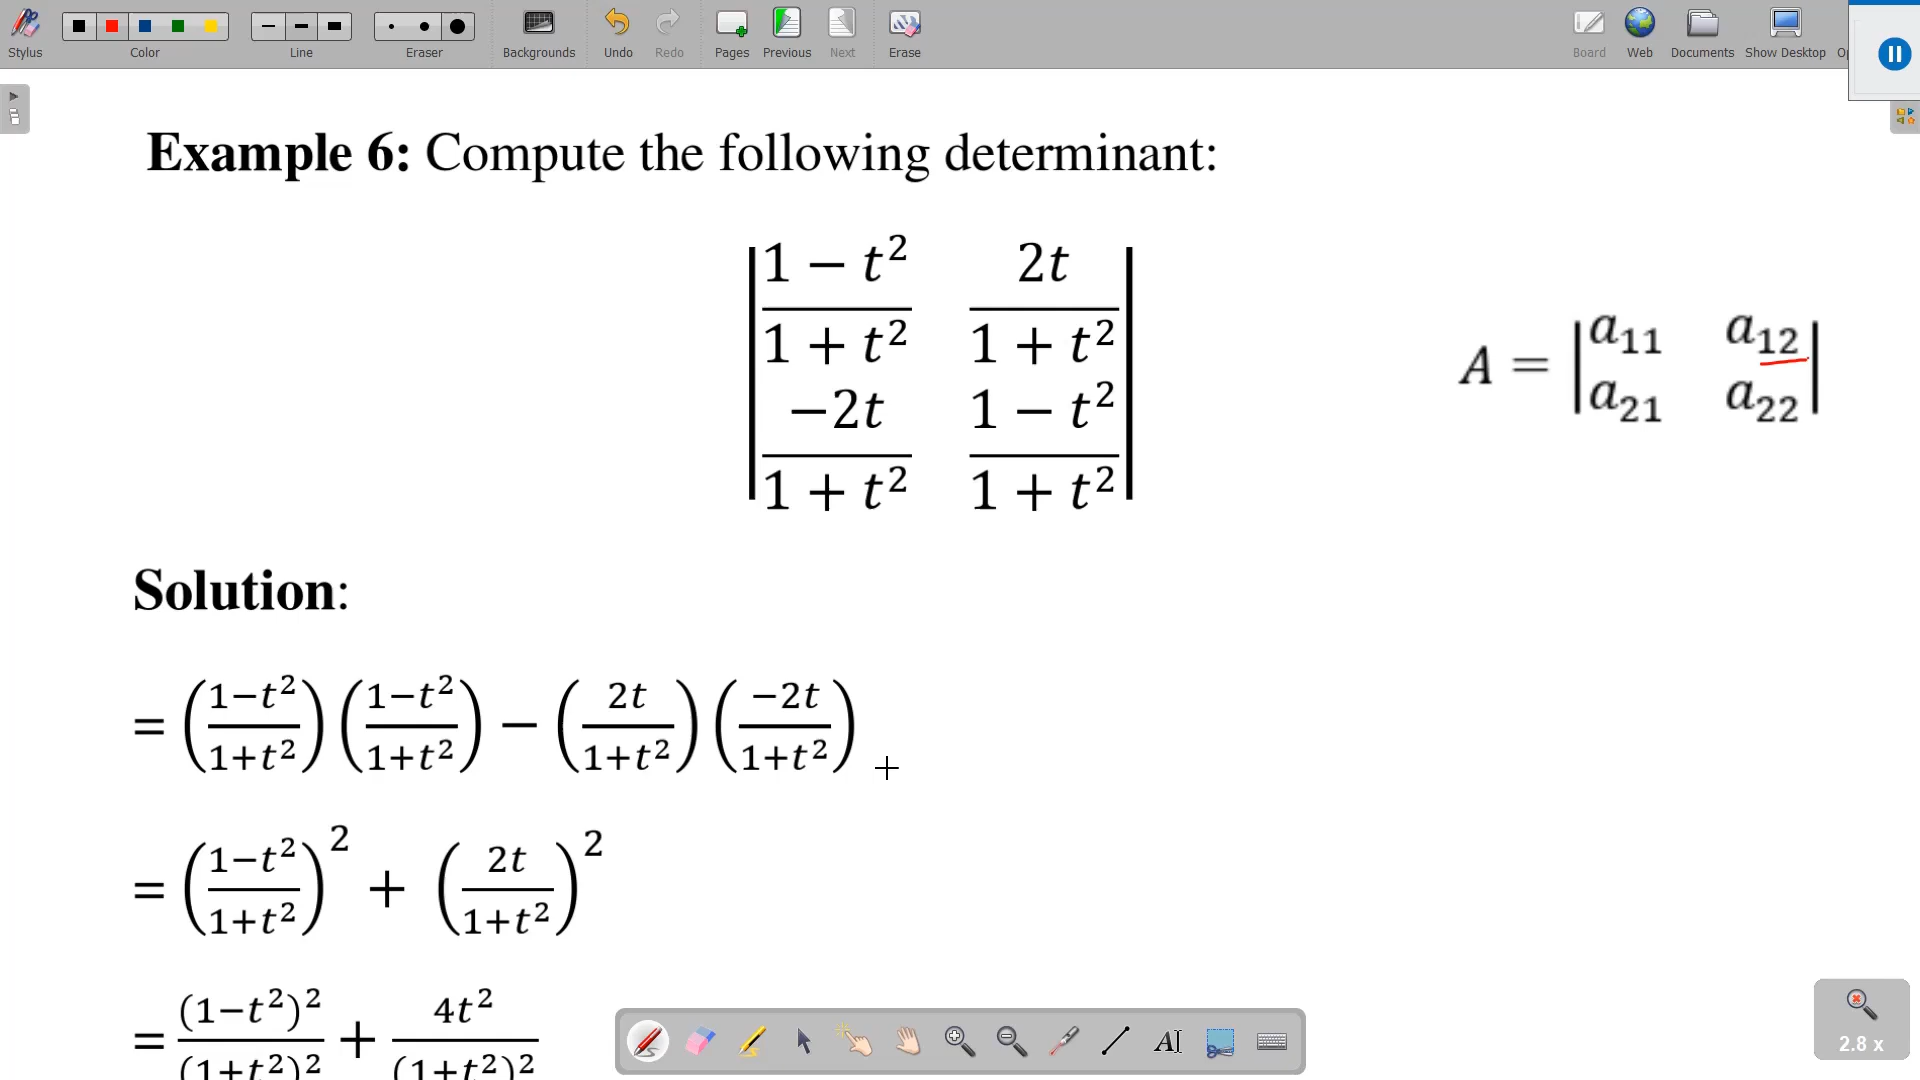 Stylus Color Line Eraser Backgrounds Undo Redo Pages Previous Next Erase Board Web Documents Show Desktop
Example 6: Compute the following determinant:
| (1 − t²)/(1 + t²)   2t/(1 + t²) |
| −2t/(1 + t²)   (1 − t²)/(1 + t²) |
A = | a₁₁ a₁₂ |
| a₂₁ a₂₂ |
Solution:
= ((1−t²)/(1+t²)) ((1−t²)/(1+t²)) − (2t/(1+t²)) (−2t/(1+t²))
= ((1−t²)/(1+t²))² + (2t/(1+t²))²
= (1−t²)²/(1+t²)² + 4t²/(1+t²)²
2.8 x